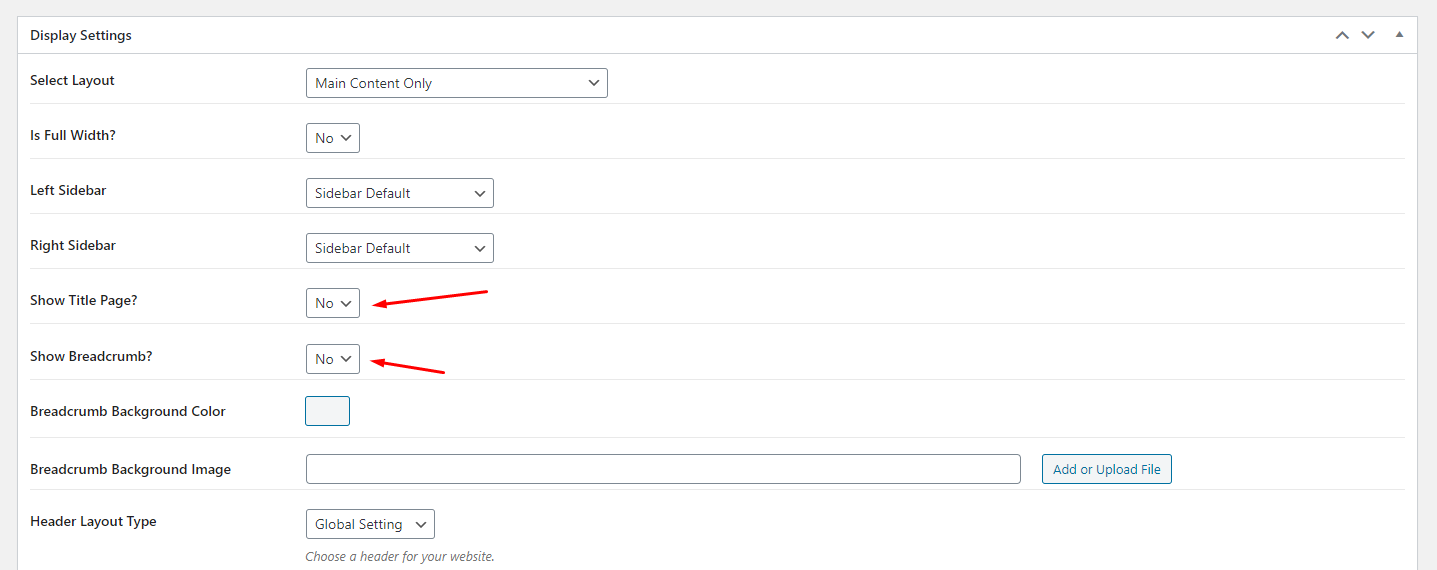 Display Settings
Select Layout
Main Content Only
Is Full Width?
No
Left Sidebar
Sidebar Default
Right Sidebar
Sidebar Default
Show Title Page?
No
Show Breadcrumb?
No
Breadcrumb Background Color
Breadcrumb Background Image
Add or Upload File
Header Layout Type
Global Setting
Choose a header for your website.